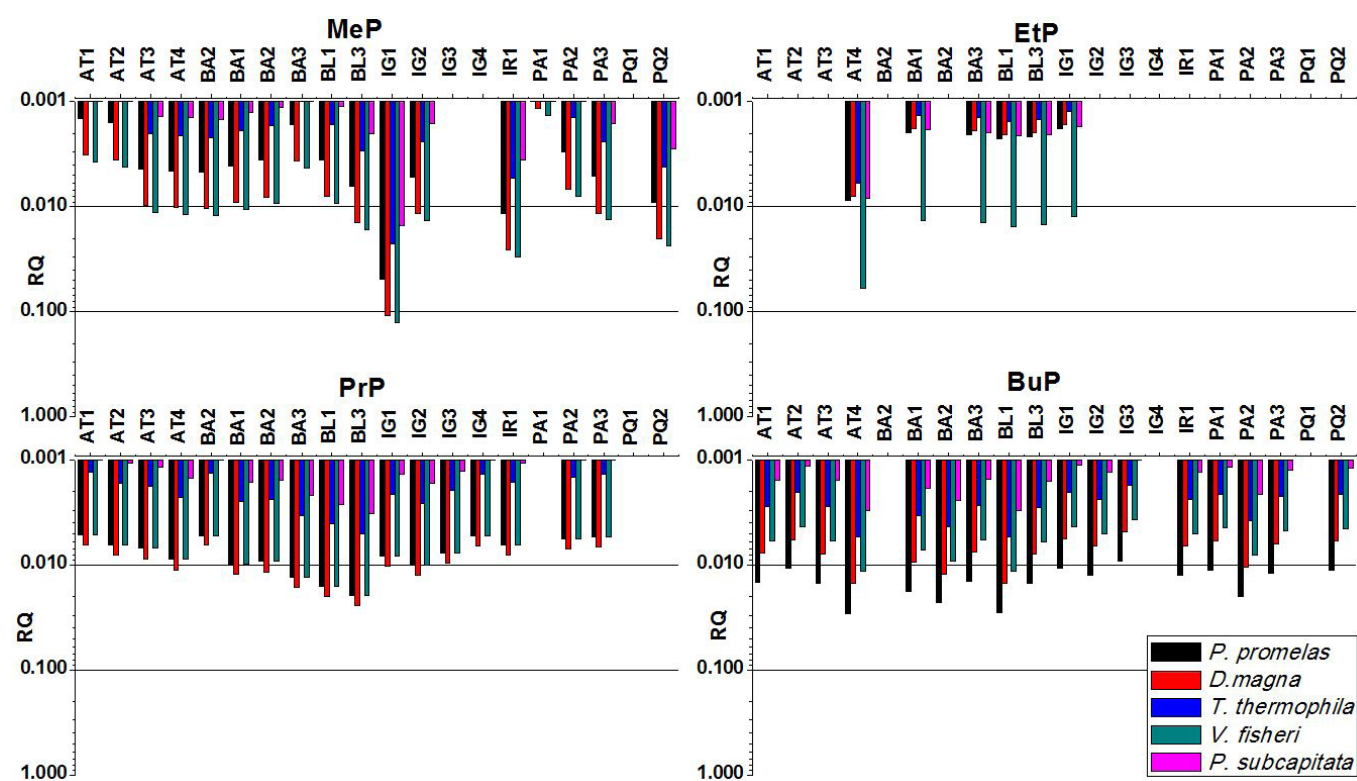 MeP
AT1 AT2 AT3 AT4 BA2 BA1 BA2 BA3 BL1 BL3 IG1 IG2 IG3 IG4 IR1 PA1 PA2 PA3 PQ1 PQ2
0.001
0.010
RQ
0.100
1.000
EtP
AT1 AT2 AT3 AT4 BA2 BA1 BA2 BA3 BL1 BL3 IG1 IG2 IG3 IG4 IR1 PA1 PA2 PA3 PQ1 PQ2
0.001
0.010
RQ
0.100
1.000
PrP
AT1 AT2 AT3 AT4 BA2 BA1 BA2 BA3 BL1 BL3 IG1 IG2 IG3 IG4 IR1 PA1 PA2 PA3 PQ1 PQ2
0.001
0.010
RQ
0.100
1.000
BuP
AT1 AT2 AT3 AT4 BA2 BA1 BA2 BA3 BL1 BL3 IG1 IG2 IG3 IG4 IR1 PA1 PA2 PA3 PQ1 PQ2
0.001
0.010
RQ
0.100
1.000
P. promelas
D.magna
T. thermophila
V. fisheri
P. subcapitata